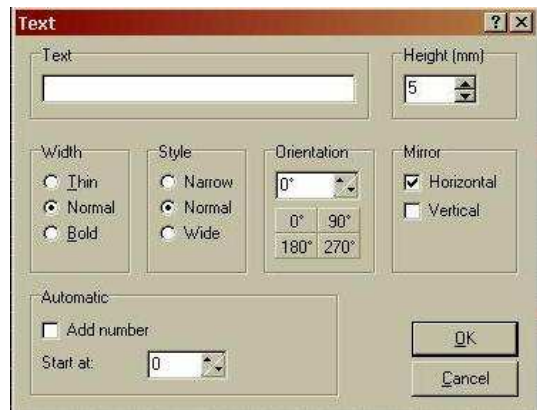 Text
Text
Height (mm)
5
Width
Thin
Normal
Bold
Style
Narrow
Normal
Wide
Orientation
0°
0° 90°
180° 270°
Mirror
Horizontal
Vertical
Automatic
Add number
Start at: 0
OK
Cancel